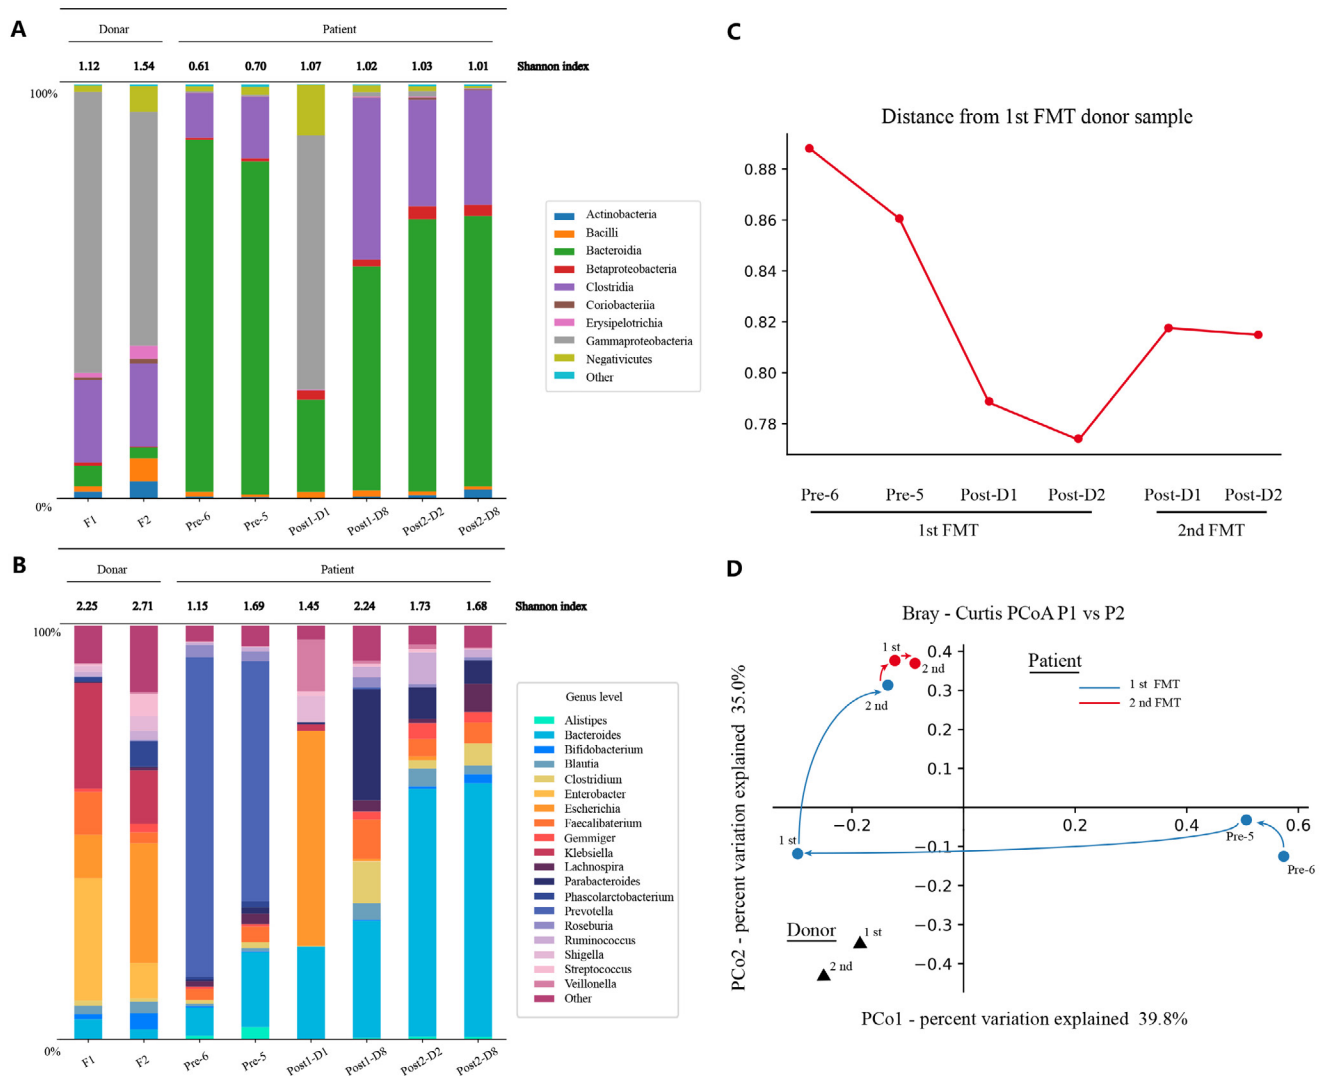 A
Donar Patient
1.12 1.54 0.61 0.70 1.07 1.02 1.03 1.01 Shannon index
100%
0%
F1 F2 Pre-6 Pre-5 Post1-D1 Post1-D8 Post2-D2 Post2-D8
Actinobacteria
Bacilli
Bacteroidia
Betaproteobacteria
Clostridia
Coriobacteriia
Erysipelotrichia
Gammaproteobacteria
Negativicutes
Other
B
Donar Patient
2.25 2.71 1.15 1.69 1.45 2.24 1.73 1.68 Shannon index
100%
0%
F1 F2 Pre-6 Pre-5 Post1-D1 Post1-D8 Post2-D2 Post2-D8
Genus level
Alistipes
Bacteroides
Bifidobacterium
Blautia
Clostridium
Enterobacter
Escherichia
Faecalibaterium
Gemmiger
Klebsiella
Lachnospira
Parabacteroides
Phascolarctobacterium
Prevotella
Roseburia
Ruminococcus
Shigella
Streptococcus
Veillonella
Other
C
Distance from 1st FMT donor sample
0.88
0.86
0.84
0.82
0.80
0.78
Pre-6 Pre-5 Post-D1 Post-D2 Post-D1 Post-D2
1st FMT 2nd FMT
D
Bray - Curtis PCoA P1 vs P2
PCo2 - percent variation explained 35.0%
1 st
2 nd
2 nd
0.4
0.3
0.2
0.1
Patient
1 st FMT
2 nd FMT
−0.2 0.2 0.4 0.6
1 st
Pre-5
Pre-6
−0.1
−0.2
−0.3
−0.4
Donor
1 st
2 nd
PCo1 - percent variation explained 39.8%